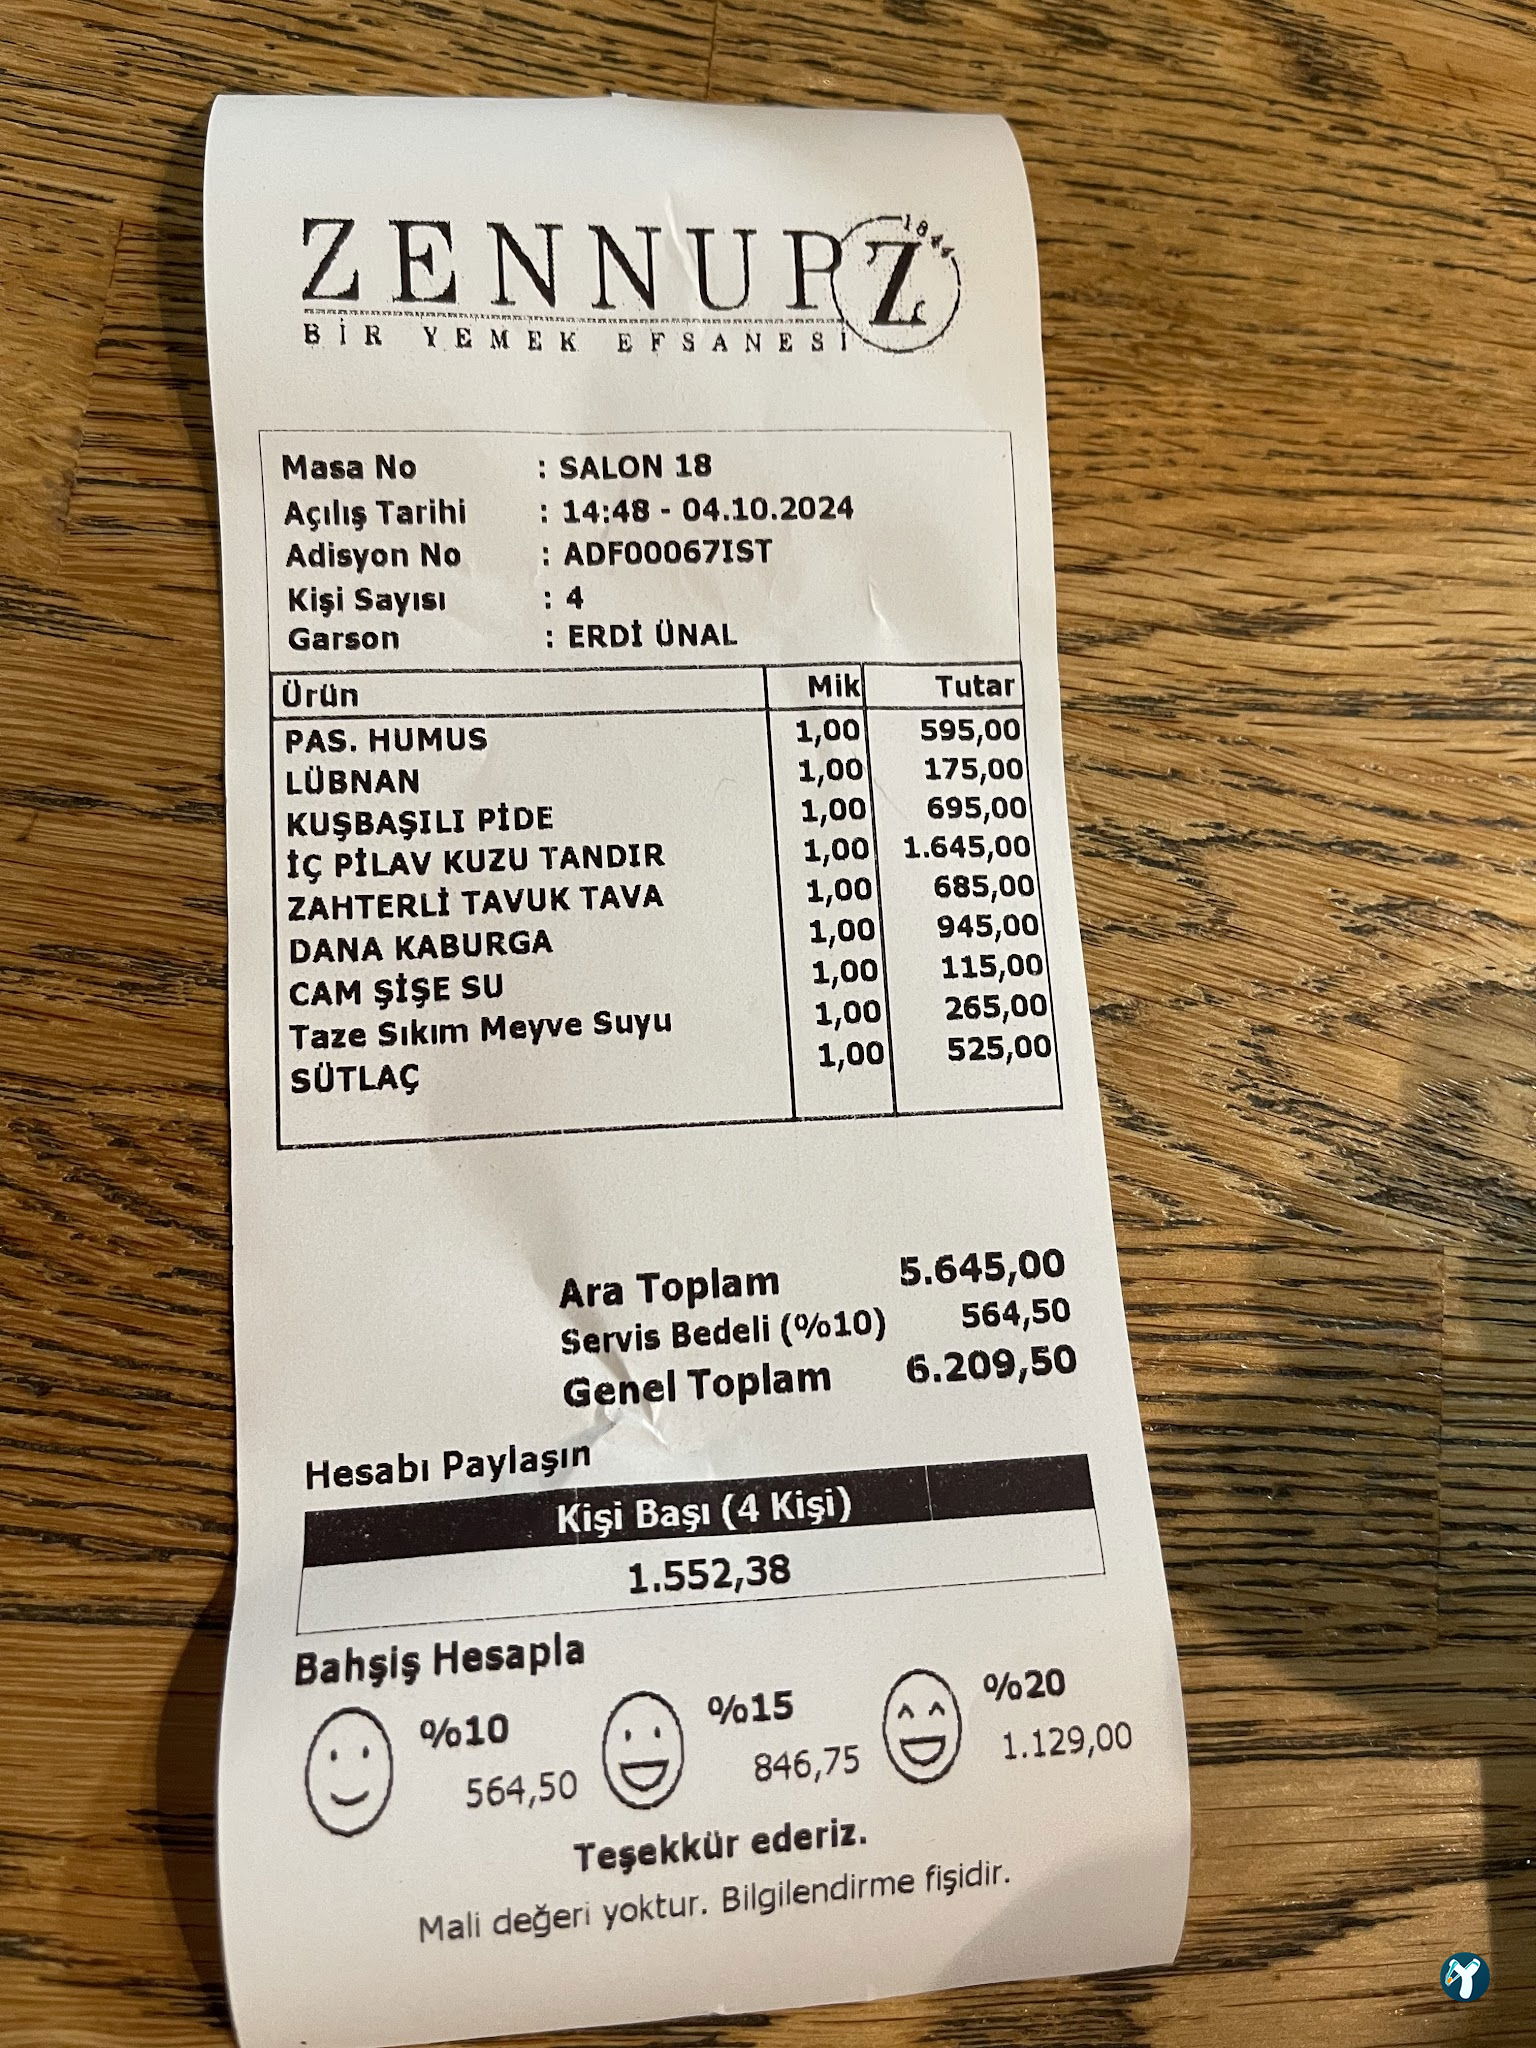 ZENNUP Z 1844
BİR YEMEK EFSANESİ
Masa No : SALON 18
Açılış Tarihi : 14:48 - 04.10.2024
Adisyon No : ADF00067IST
Kişi Sayısı : 4
Garson : ERDİ ÜNAL
Ürün Mik Tutar
PAS. HUMUS 1,00 595,00
LÜBNAN 1,00 175,00
KUŞBAŞILI PİDE 1,00 695,00
İÇ PİLAV KUZU TANDIR 1,00 1.645,00
ZAHTERLİ TAVUK TAVA 1,00 685,00
DANA KABURGA 1,00 945,00
CAM ŞİŞE SU 1,00 115,00
Taze Sıkım Meyve Suyu 1,00 265,00
SÜTLAÇ 1,00 525,00
Ara Toplam 5.645,00
Servis Bedeli (%10) 564,50
Genel Toplam 6.209,50
Hesabı Paylaşın
Kişi Başı (4 Kişi)
1.552,38
Bahşiş Hesapla
%10 %15 %20
564,50 846,75 1.129,00
Teşekkür ederiz.
Mali değeri yoktur. Bilgilendirme fişidir.